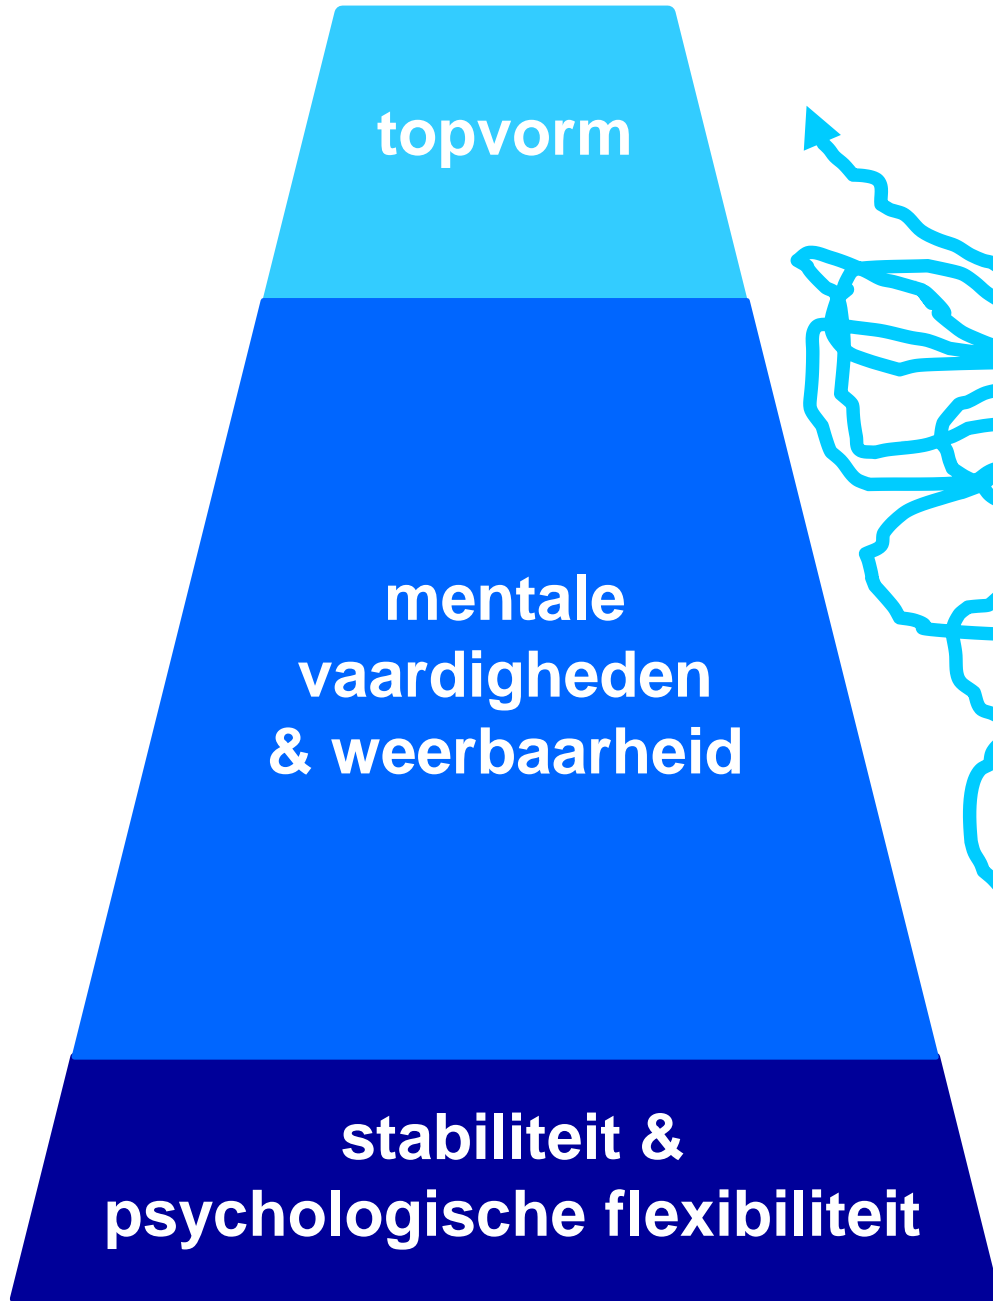 topvorm
mentale
vaardigheden
& weerbaarheid
stabiliteit &
psychologische flexibiliteit